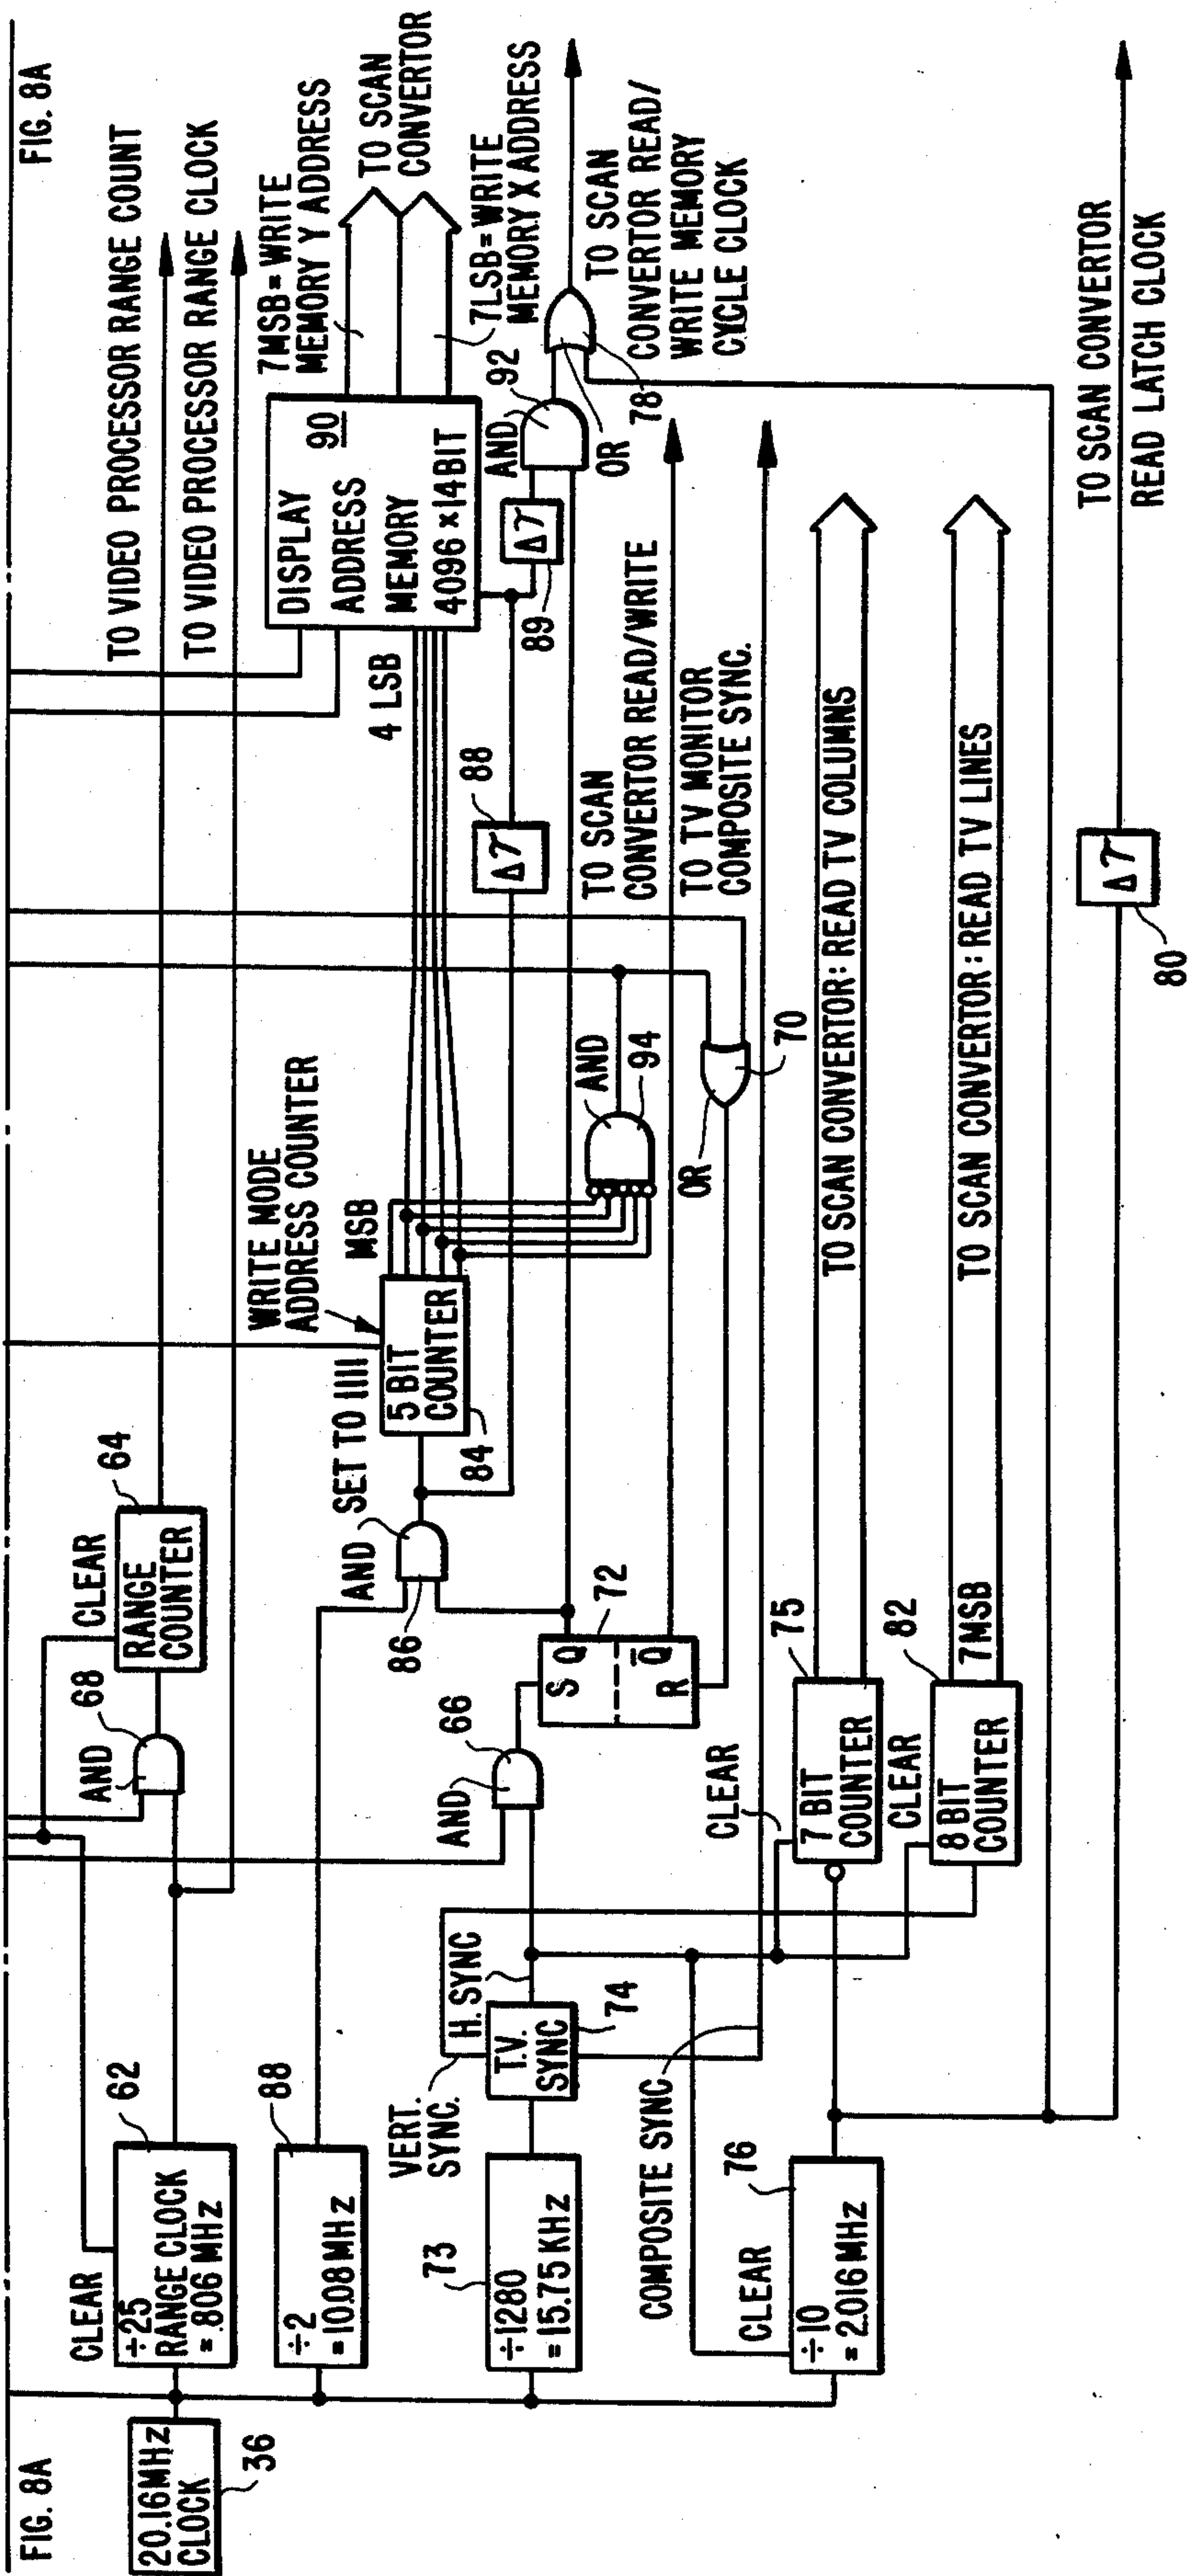 FIG. 8A
FIG. 8A
20.16MHz
CLOCK
36
CLEAR
÷25
RANGE CLOCK
= .806 MHz
62
AND
68
CLEAR
RANGE
COUNTER
64
TO VIDEO PROCESSOR RANGE COUNT
TO VIDEO PROCESSOR RANGE CLOCK
÷2
=10.08MHz
88
AND
86
SET TO 11111
WRITE MODE
ADDRESS COUNTER
5 BIT
COUNTER
84
MSB
4 LSB
DISPLAY
ADDRESS
MEMORY
4096 x14BIT
90
7MSB=WRITE
MEMORY Y ADDRESS
TO SCAN
CONVERTOR
7LSB=WRITE
MEMORY X ADDRESS
Δ𝜏
88
Δ𝜏
89
AND
92
OR
78
TO SCAN
CONVERTOR READ/
WRITE MEMORY
CYCLE CLOCK
÷1280
=15.75KHz
73
VERT.
SYNC.
H. SYNC
T.V.
SYNC
74
AND
66
S Q
R Q̅
72
AND
94
OR
70
TO SCAN
CONVERTOR READ/WRITE
TO TV MONITOR
COMPOSITE SYNC.
COMPOSITE SYNC
CLEAR
÷10
= 2.016MHz
76
CLEAR
7 BIT
COUNTER
75
TO SCAN CONVERTOR: READ TV COLUMNS
CLEAR
8 BIT
COUNTER
82
7MSB
TO SCAN CONVERTOR: READ TV LINES
Δ𝜏
80
TO SCAN CONVERTOR
READ LATCH CLOCK